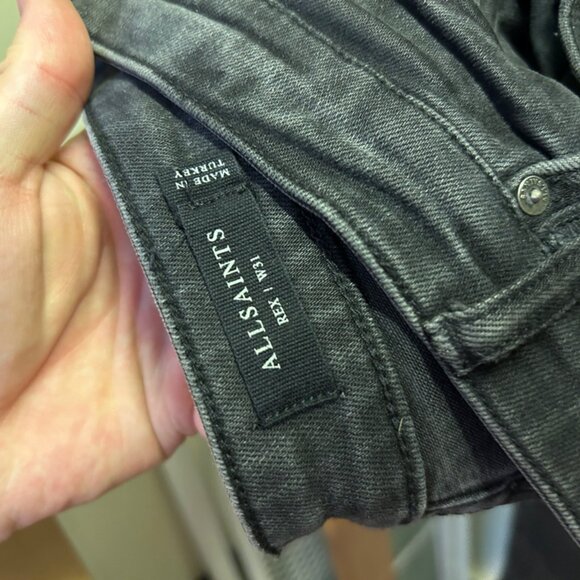 MADE IN
TURKEY
ALLSAINTS
REX | W31